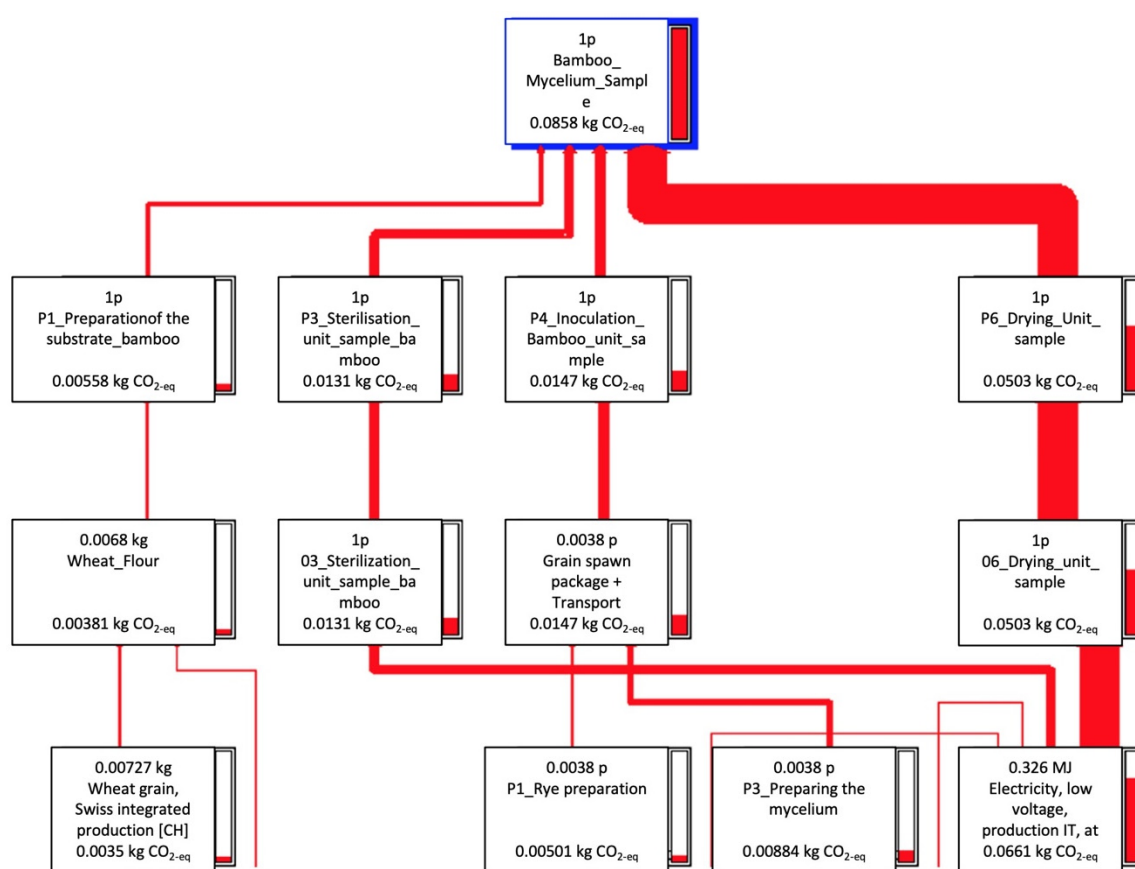 1p
Bamboo_
Mycelium_Sampl
e
0.0858 kg CO2-eq
1p
P1_Preparationof the
substrate_bamboo
0.00558 kg CO2-eq
1p
P3_Sterilisation_
unit_sample_ba
mboo
0.0131 kg CO2-eq
1p
P4_Inoculation_
Bamboo_unit_sa
mple
0.0147 kg CO2-eq
1p
P6_Drying_Unit_
sample
0.0503 kg CO2-eq
0.0068 kg
Wheat_Flour
0.00381 kg CO2-eq
1p
03_Sterilization_
unit_sample_ba
mboo
0.0131 kg CO2-eq
0.0038 p
Grain spawn
package +
Transport
0.0147 kg CO2-eq
1p
06_Drying_unit_
sample
0.0503 kg CO2-eq
0.00727 kg
Wheat grain,
Swiss integrated
production [CH]
0.0035 kg CO2-eq
0.0038 p
P1_Rye preparation
0.00501 kg CO2-eq
0.0038 p
P3_Preparing the
mycelium
0.00884 kg CO2-eq
0.326 MJ
Electricity, low
voltage,
production IT, at
0.0661 kg CO2-eq